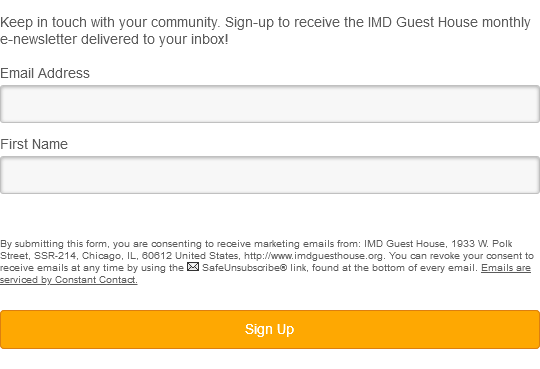 Keep in touch with your community. Sign-up to receive the IMD Guest House monthly
e-newsletter delivered to your inbox!
Email Address
First Name
By submitting this form, you are consenting to receive marketing emails from: IMD Guest House, 1933 W. Polk
Street, SSR-214, Chicago, IL, 60612 United States, http://www.imdguesthouse.org. You can revoke your consent to
receive emails at any time by using the SafeUnsubscribe® link, found at the bottom of every email. Emails are
serviced by Constant Contact.
Sign Up